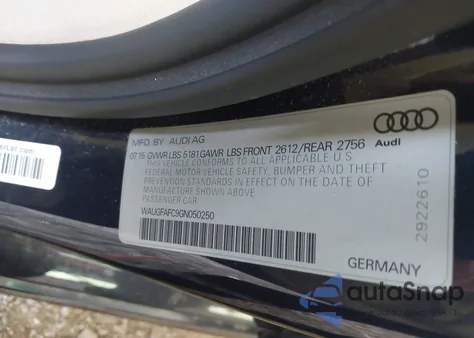 MFD. BY AUDI AG
07 15 GVWR LBS 5181 GAWR LBS FRONT 2612/REAR 2756
THIS VEHICLE CONFORMS TO ALL APPLICABLE U S
FEDERAL MOTOR VEHICLE SAFETY, BUMPER AND THEFT
PREVENTION STANDARDS IN EFFECT ON THE DATE
OF MANUFACTURE SHOWN ABOVE.
PASSENGER CAR
WAUGFAFC9GN050250
Audi
2922610
GERMANY
autoSnap